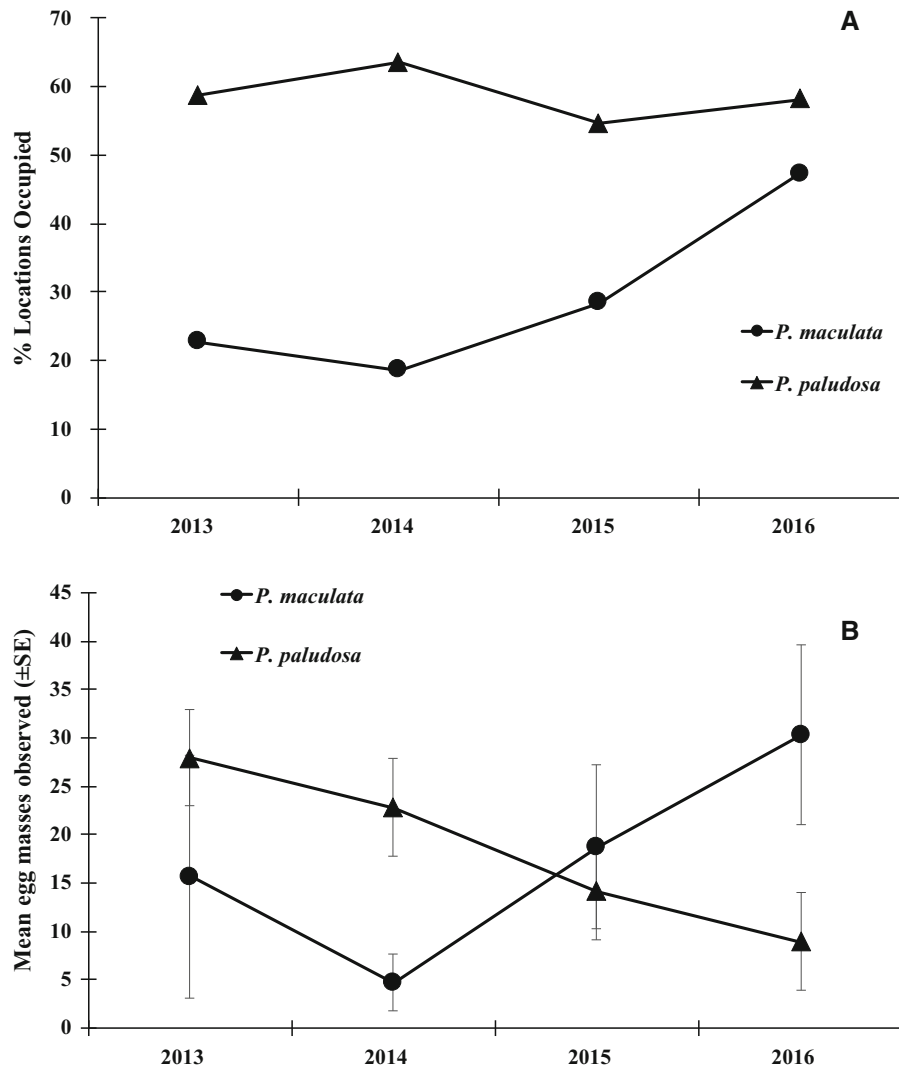 A
70
60
50
40
30
20
10
0
% Locations Occupied
P. maculata
P. paludosa
2013 2014 2015 2016
B
45
40
35
30
25
20
15
10
5
0
Mean egg masses observed (±SE)
P. maculata
P. paludosa
2013 2014 2015 2016